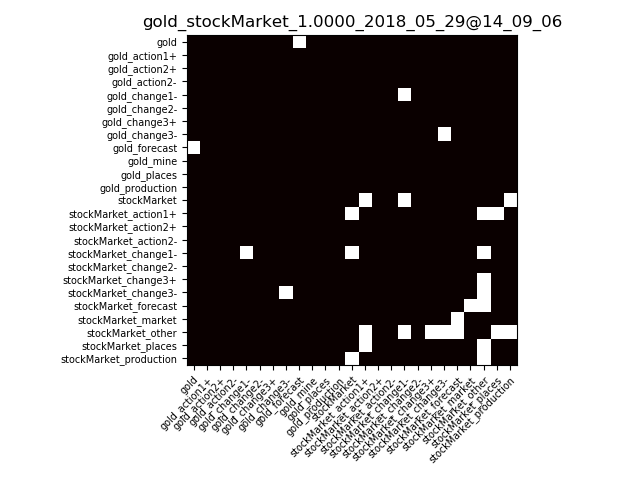 gold_stockMarket_1.0000_2018_05_29@14_09_06
gold
gold_action1+
gold_action2+
gold_action2-
gold_change1-
gold_change2-
gold_change3+
gold_change3-
gold_forecast
gold_mine
gold_places
gold_production
stockMarket
stockMarket_action1+
stockMarket_action2+
stockMarket_action2-
stockMarket_change1-
stockMarket_change2-
stockMarket_change3+
stockMarket_change3-
stockMarket_forecast
stockMarket_market
stockMarket_other
stockMarket_places
stockMarket_production
gold
gold_action1+
gold_action2+
gold_action2-
gold_change1-
gold_change2-
gold_change3+
gold_change3-
gold_forecast
gold_mine
gold_places
gold_production
stockMarket
stockMarket_action1+
stockMarket_action2+
stockMarket_action2-
stockMarket_change1-
stockMarket_change2-
stockMarket_change3+
stockMarket_change3-
stockMarket_forecast
stockMarket_market
stockMarket_other
stockMarket_places
stockMarket_production